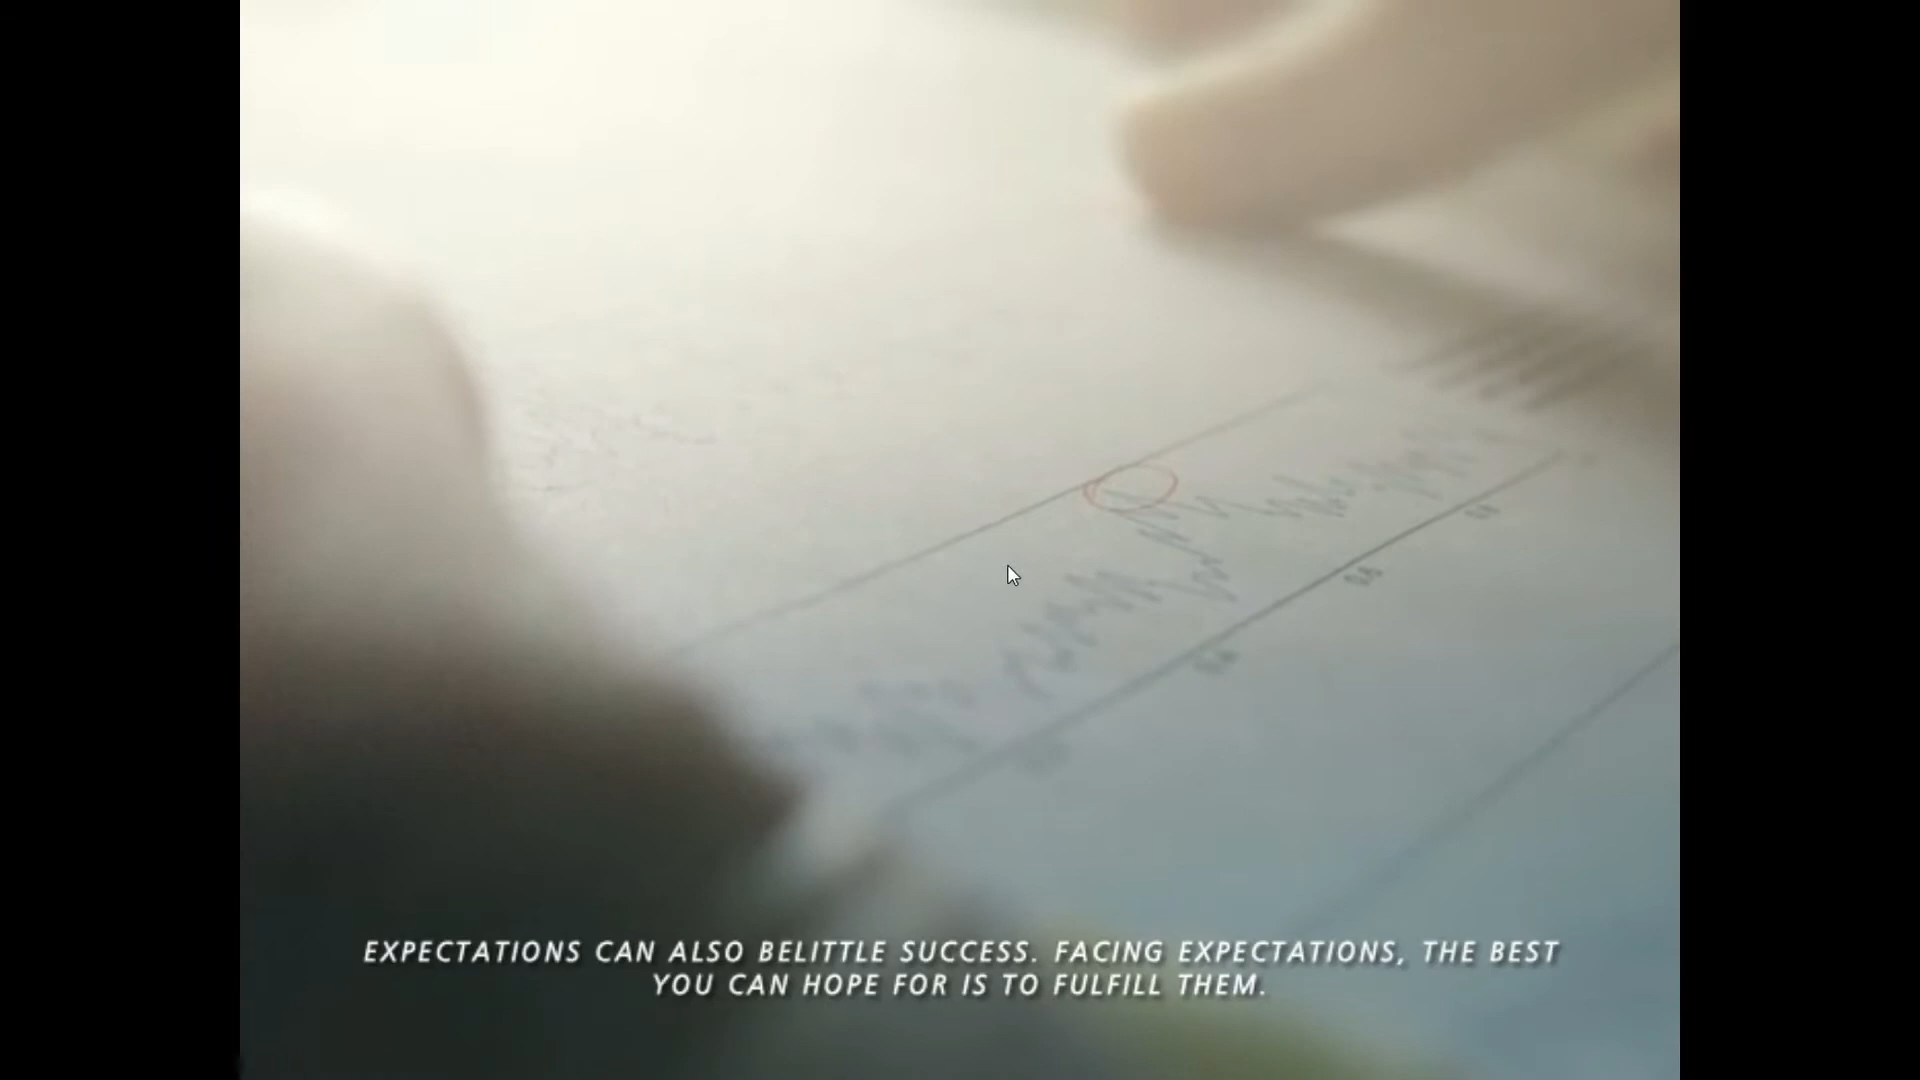 EXPECTATIONS CAN ALSO BELITTLE SUCCESS. FACING EXPECTATIONS, THE BEST
YOU CAN HOPE FOR IS TO FULFILL THEM.